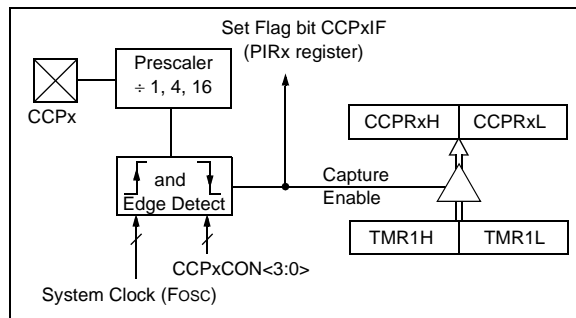 Set Flag bit CCPxIF
(PIRx register)
Prescaler
÷ 1, 4, 16
CCPx
CCPRxH
CCPRxL
and
Edge Detect
Capture
Enable
TMR1H
TMR1L
CCPxCON<3:0>
System Clock (FOSC)